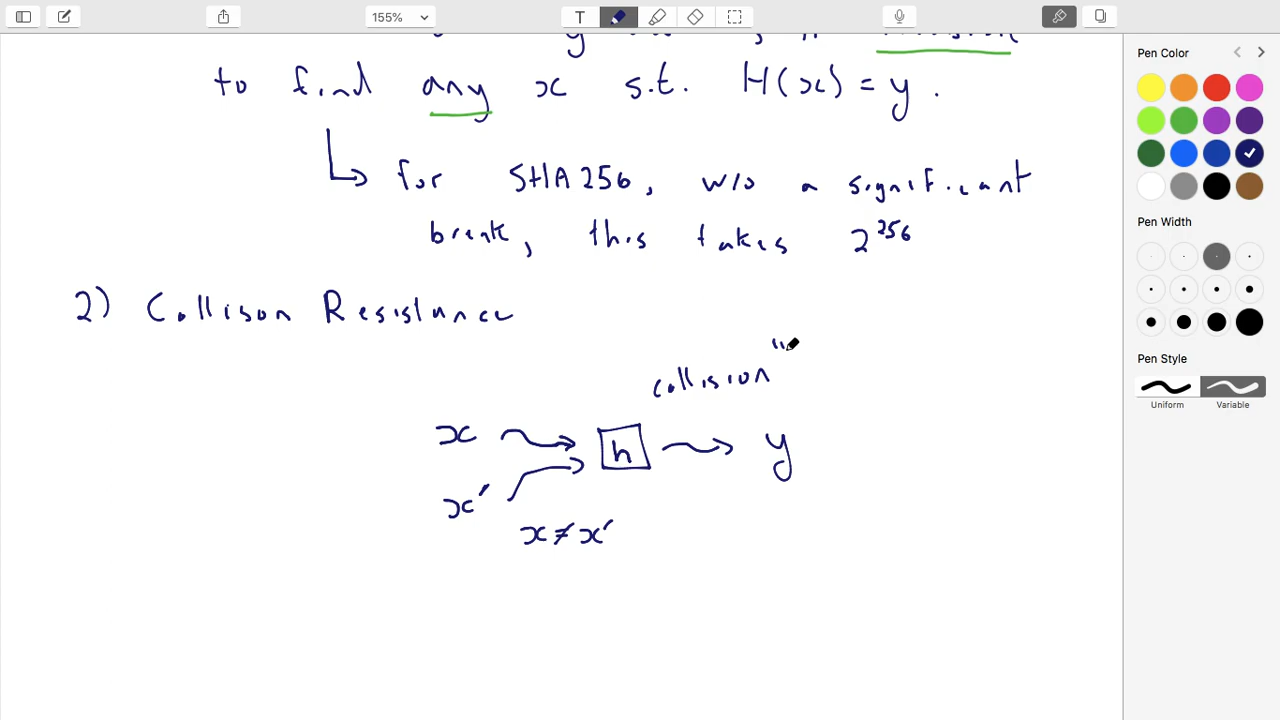 155%
T
to find any x s.t. H(x) = y .
for SHA256, w/o a significant
break, this takes 2^256
2) Collison Resistance
collision"
x
h
y
x'
x≠x'
Pen Color
Pen Width
Pen Style
Uniform
Variable